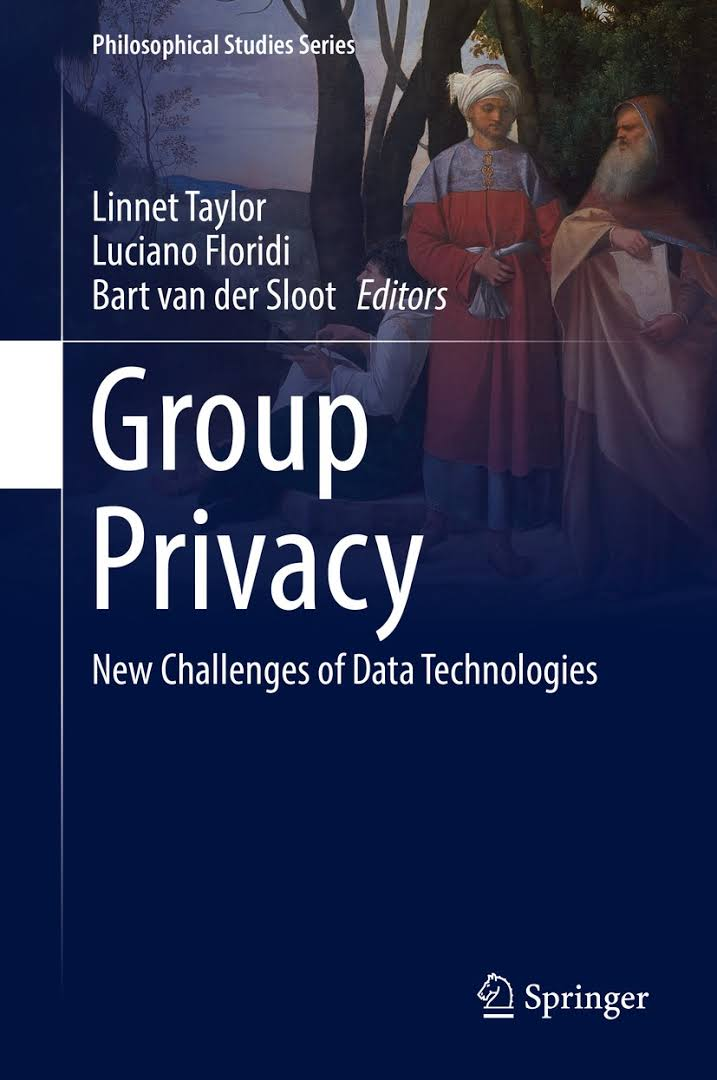 Philosophical Studies Series
Linnet Taylor
Luciano Floridi
Bart van der Sloot Editors
Group
Privacy
New Challenges of Data Technologies
Springer